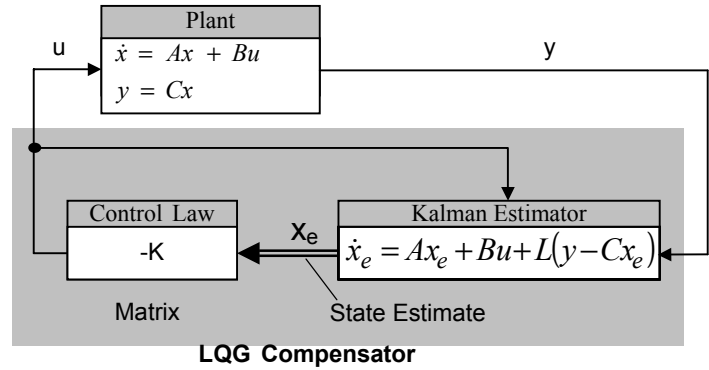 Plant
u
ẋ = Ax + Bu
y
y = Cx
Control Law
Kalman Estimator
-K
xₑ
ẋₑ = Axₑ + Bu + L(y − Cxₑ)
Matrix
State Estimate
LQG Compensator